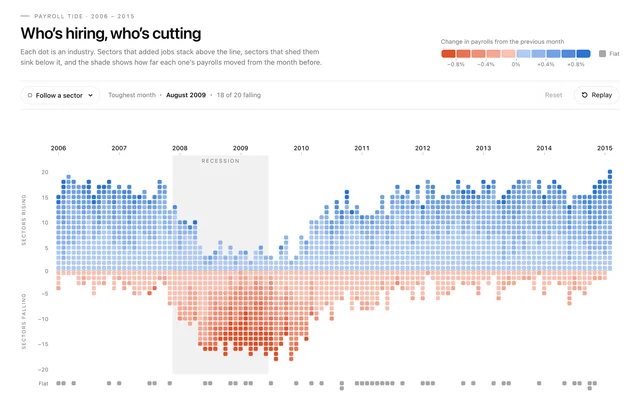 PAYROLL TIDE · 2006 – 2015
Who's hiring, who's cutting
Each dot is an industry. Sectors that added jobs stack above the line, sectors that shed them
sink below it, and the shade shows how far each one's payrolls moved from the month before.
Change in payrolls from the previous month
−0.8% −0.4% 0% +0.4% +0.8%
Flat
Follow a sector
Toughest month • August 2009 • 18 of 20 falling
Reset
Replay
2006 2007 2008 2009 2010 2011 2012 2013 2014 2015
RECESSION
SECTORS RISING
20
15
10
5
0
SECTORS FALLING
−5
−10
−15
−20
Flat